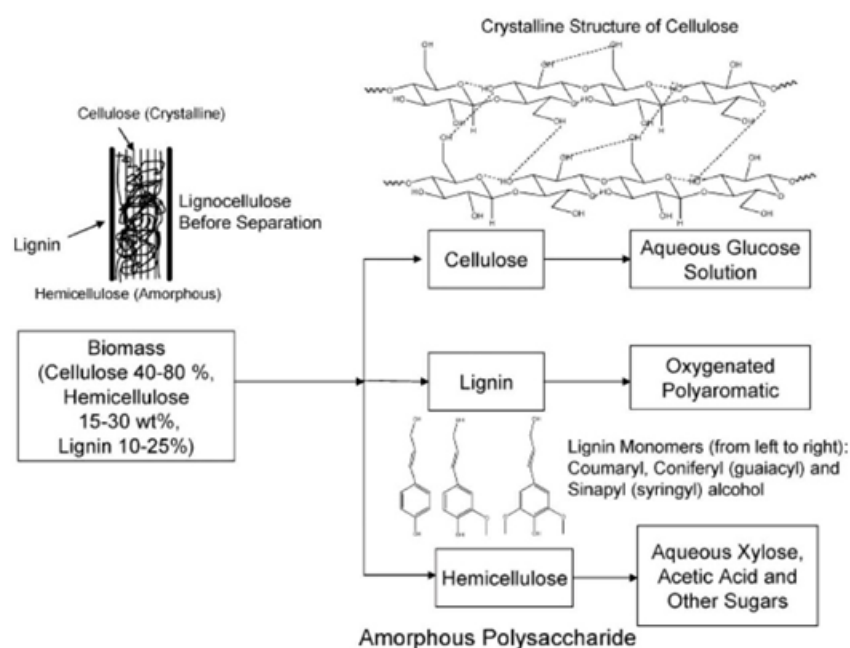 Crystalline Structure of Cellulose
Cellulose (Crystalline)
Lignocellulose
Before Separation
Lignin
Hemicellulose (Amorphous)
Biomass
(Cellulose 40-80 %,
Hemicellulose
15-30 wt%,
Lignin 10-25%)
Cellulose
Aqueous Glucose
Solution
Lignin
Oxygenated
Polyaromatic
Lignin Monomers (from left to right):
Coumaryl, Coniferyl (guaiacyl) and
Sinapyl (syringyl) alcohol
Hemicellulose
Aqueous Xylose,
Acetic Acid and
Other Sugars
Amorphous Polysaccharide